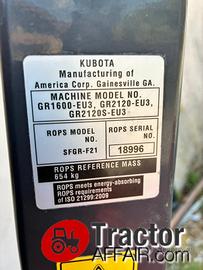 KUBOTA
Manufacturing of
America Corp. Gainesville GA.
MACHINE MODEL NO.
GR1600-EU3, GR2120-EU3,
GR2120S-EU3
ROPS MODEL NO.
SFGR-F21
ROPS SERIAL NO.
18996
ROPS REFERENCE MASS
654 kg
ROPS meets energy-absorbing
ROPS requirements
of ISO 21299:2009
Tractor
AFFAIR.COM